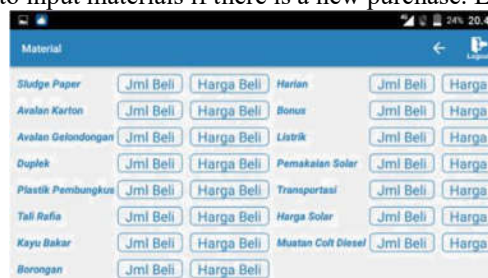 to input materials if there is a new purchase.
24% 20.4
Material
Logout
Sludge Paper Jml Beli Harga Beli Harian Jml Beli Harga
Avalan Karton Jml Beli Harga Beli Bonus Jml Beli Harga
Avalan Gelondongan Jml Beli Harga Beli Listrik Jml Beli Harga
Duplek Jml Beli Harga Beli Pemakaian Solar Jml Beli Harga
Plastik Pembungkus Jml Beli Harga Beli Transportasi Jml Beli Harga
Tali Rafia Jml Beli Harga Beli Harga Solar Jml Beli Harga
Kayu Bakar Jml Beli Harga Beli Muatan Colt Diesel Jml Beli Harga
Borongan Jml Beli Harga Beli